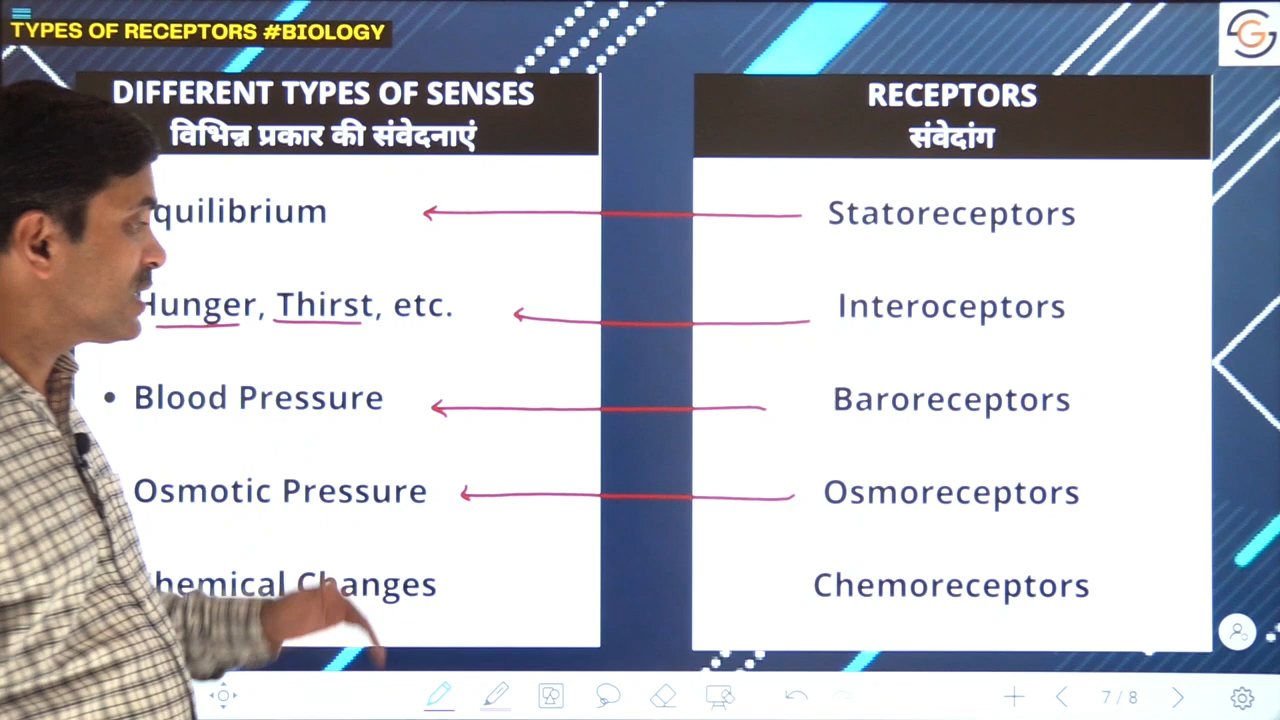 TYPES OF RECEPTORS #BIOLOGY
DIFFERENT TYPES OF SENSES
विभिन्न प्रकार की संवेदनाएं
quilibrium
Hunger, Thirst, etc.
• Blood Pressure
Osmotic Pressure
hemical Changes
RECEPTORS
संवेदांग
Statoreceptors
Interoceptors
Baroreceptors
Osmoreceptors
Chemoreceptors
7 / 8